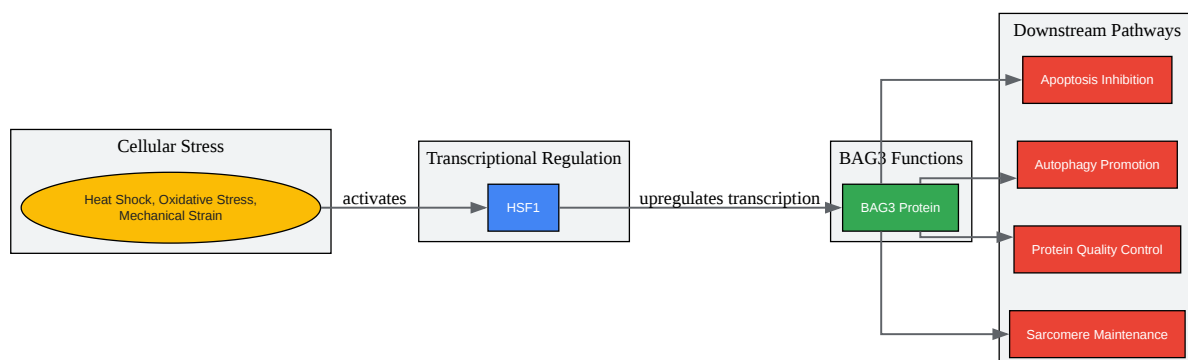 Cellular Stress
Heat Shock, Oxidative Stress,
Mechanical Strain
activates
Transcriptional Regulation
HSF1
upregulates transcription
BAG3 Functions
BAG3 Protein
Downstream Pathways
Apoptosis Inhibition
Autophagy Promotion
Protein Quality Control
Sarcomere Maintenance